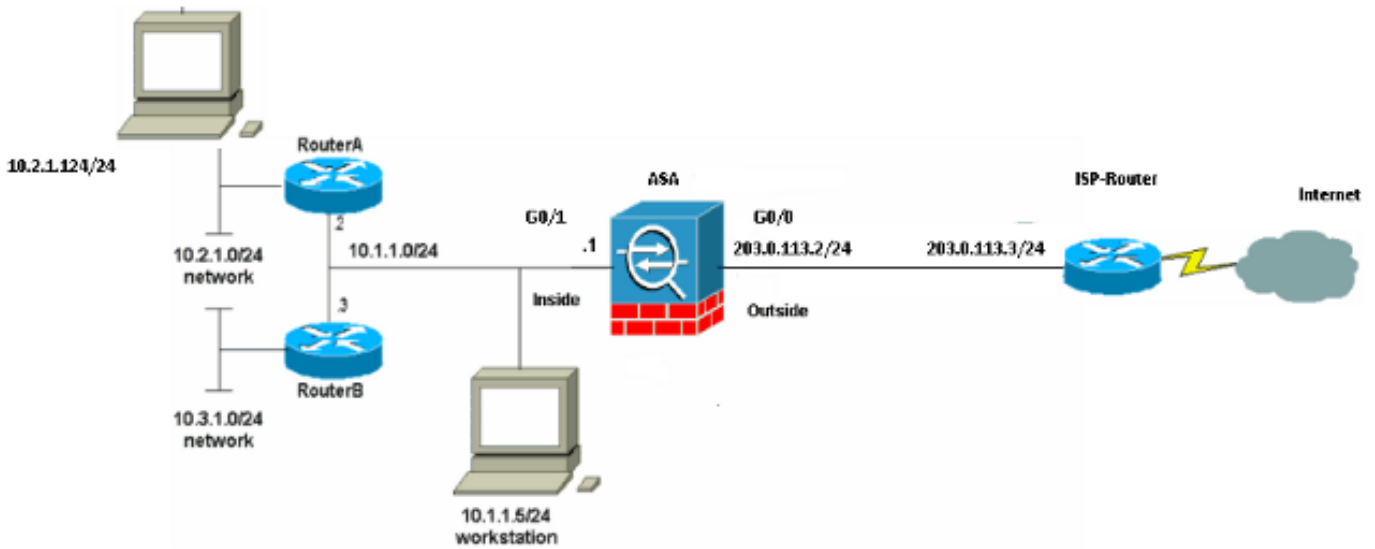 10.2.1.124/24
RouterA
2
10.2.1.0/24
network
10.1.1.0/24
3
RouterB
10.3.1.0/24
network
G0/1
.1
Inside
ASA
G0/0
203.0.113.2/24
Outside
203.0.113.3/24
ISP-Router
Internet
10.1.1.5/24
workstation